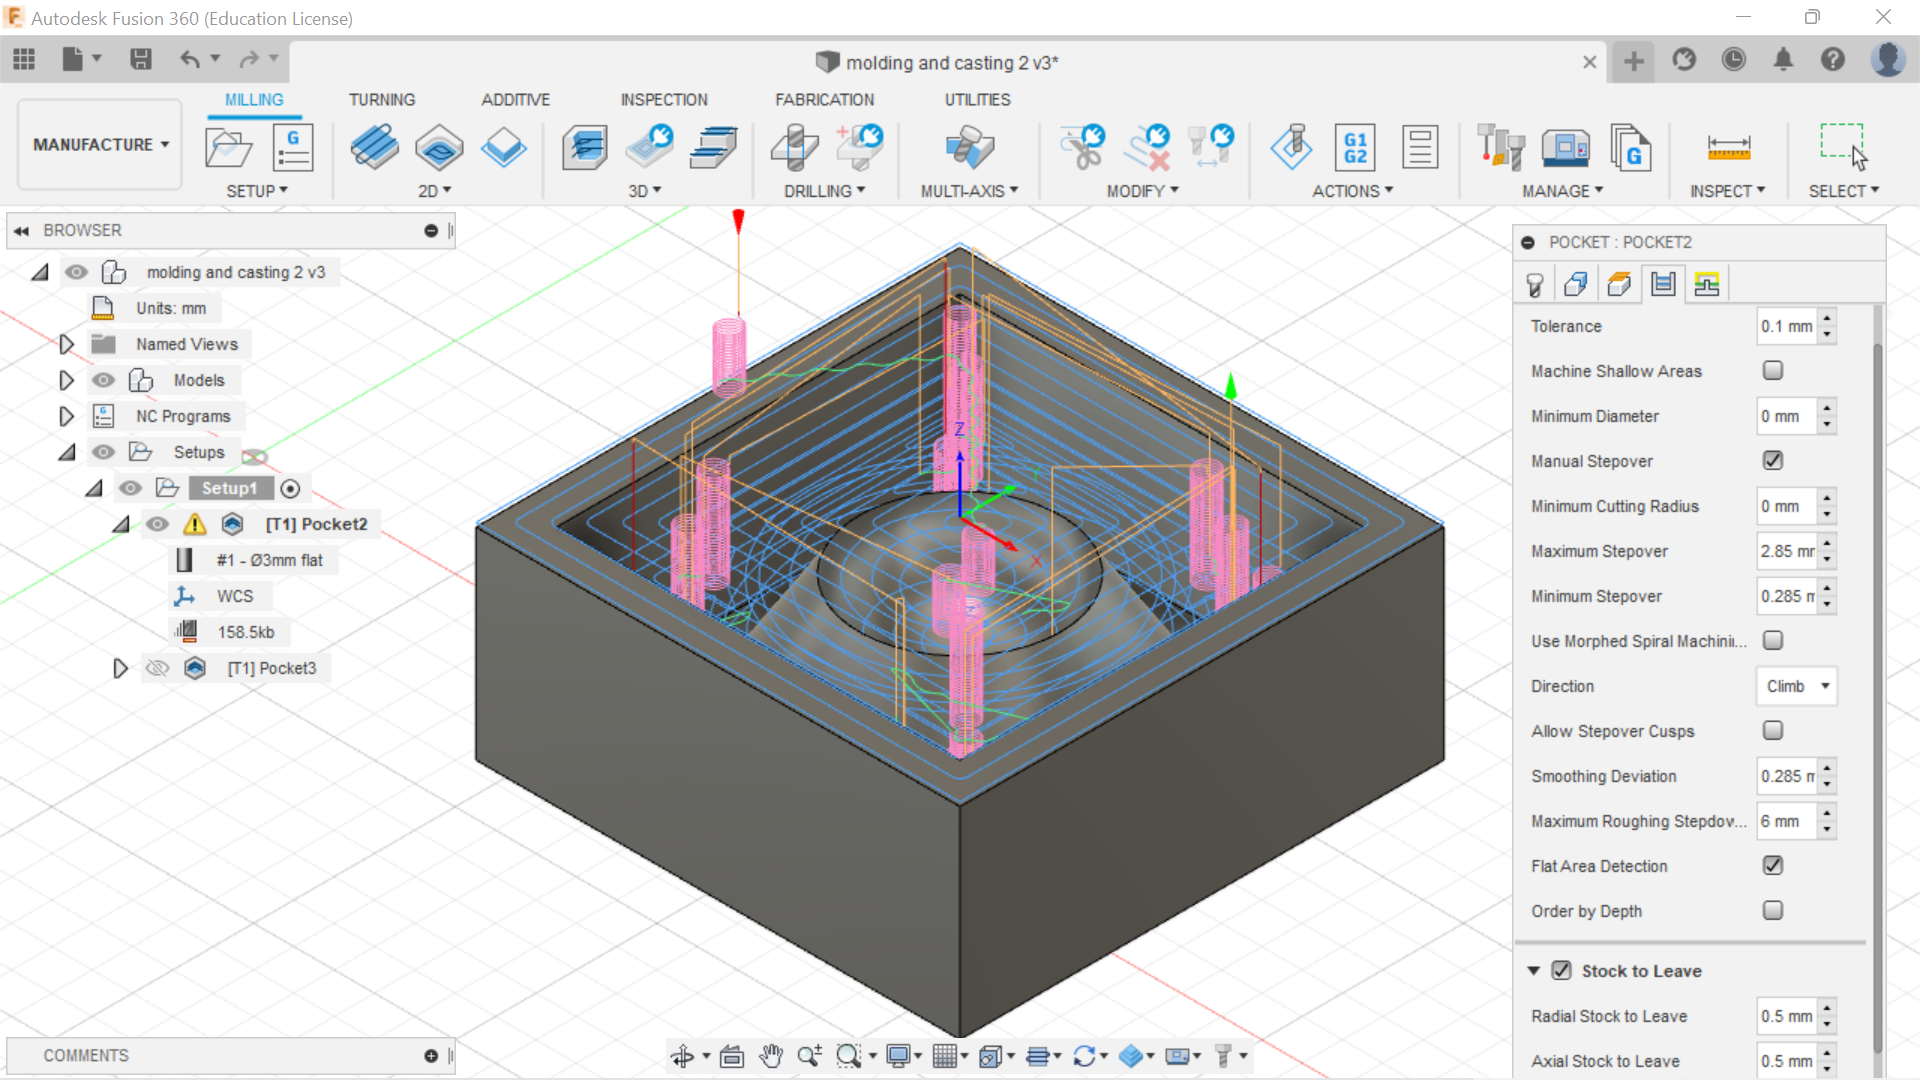 Autodesk Fusion 360 (Education License)
molding and casting 2 v3*
MILLING TURNING ADDITIVE INSPECTION FABRICATION UTILITIES
MANUFACTURE
G
G1
G2
G
SETUP 2D 3D DRILLING MULTI-AXIS MODIFY ACTIONS MANAGE INSPECT SELECT
BROWSER
molding and casting 2 v3
Units: mm
Named Views
Models
NC Programs
Setups
Setup1
[T1] Pocket2
#1 - Ø3mm flat
WCS
158.5kb
[T1] Pocket3
Z
X
POCKET : POCKET2
Tolerance 0.1 mm
Machine Shallow Areas
Minimum Diameter 0 mm
Manual Stepover
Minimum Cutting Radius 0 mm
Maximum Stepover 2.85 mr
Minimum Stepover 0.285 r
Use Morphed Spiral Machini...
Direction Climb
Allow Stepover Cusps
Smoothing Deviation 0.285 r
Maximum Roughing Stepdov... 6 mm
Flat Area Detection
Order by Depth
Stock to Leave
Radial Stock to Leave 0.5 mm
Axial Stock to Leave 0.5 mm
COMMENTS